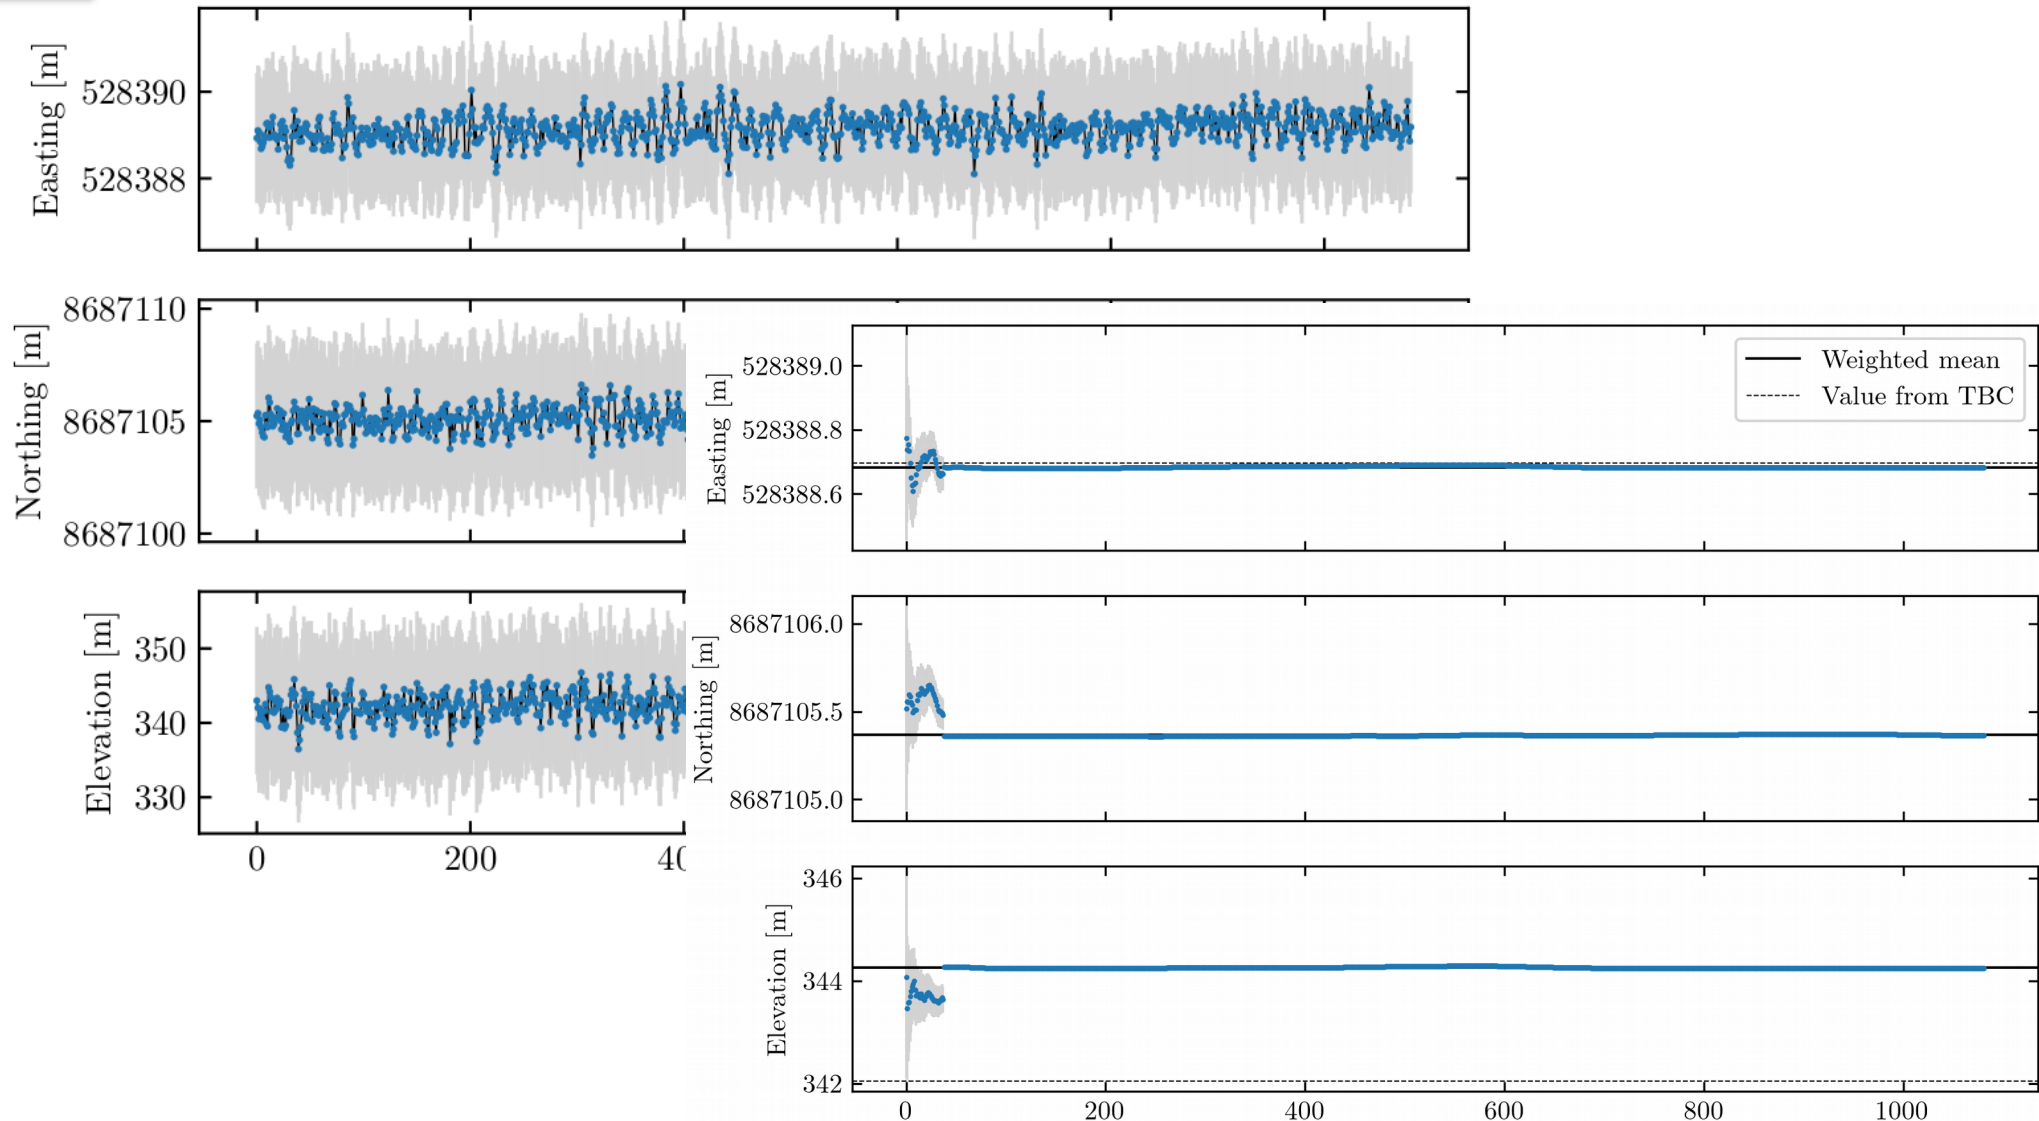 Easting [m]
528390
528388
Northing [m]
8687110
8687105
8687100
Elevation [m]
350
340
330
0 200 40
Easting [m]
528389.0
528388.8
528388.6
Weighted mean
Value from TBC
Northing [m]
8687106.0
8687105.5
8687105.0
Elevation [m]
346
344
342
0 200 400 600 800 1000